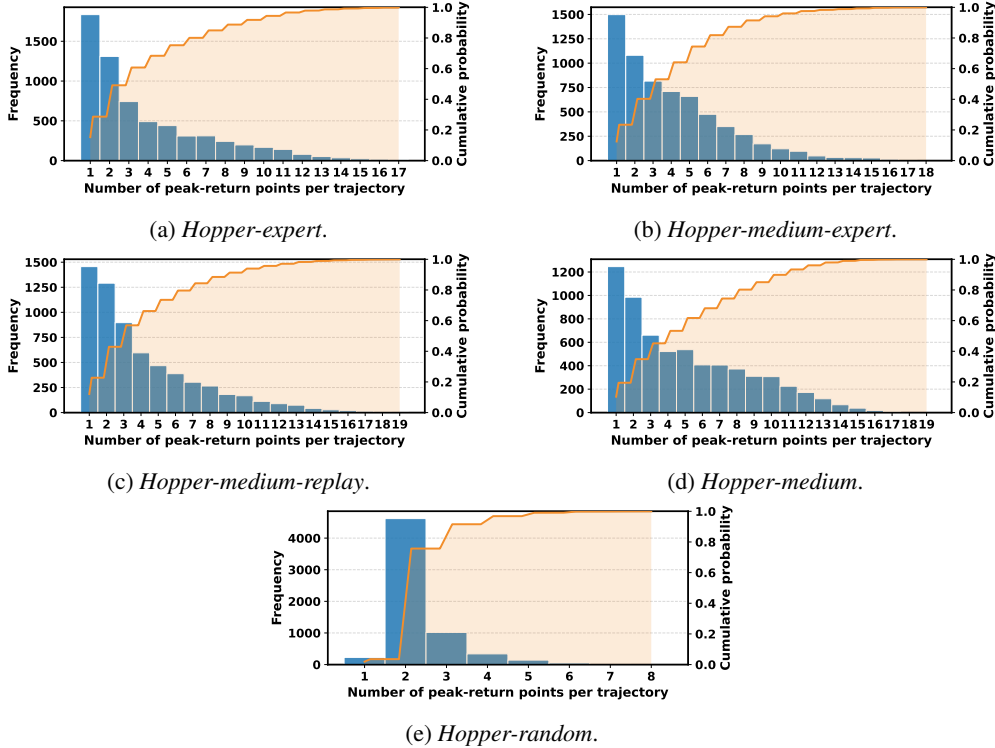 Frequency
1500
1000
500
0
1.0
0.8
0.6
0.4
0.2
0.0
Cumulative probability
1 2 3 4 5 6 7 8 9 10 11 12 13 14 15 16 17
Number of peak-return points per trajectory
(a) Hopper-expert.
Frequency
1500
1250
1000
750
500
250
0
1.0
0.8
0.6
0.4
0.2
0.0
Cumulative probability
1 2 3 4 5 6 7 8 9 10 11 12 13 14 15 16 17 18
Number of peak-return points per trajectory
(b) Hopper-medium-expert.
Frequency
1500
1250
1000
750
500
250
0
1.0
0.8
0.6
0.4
0.2
0.0
Cumulative probability
1 2 3 4 5 6 7 8 9 10 11 12 13 14 15 16 17 18 19
Number of peak-return points per trajectory
(c) Hopper-medium-replay.
Frequency
1200
1000
800
600
400
200
0
1.0
0.8
0.6
0.4
0.2
0.0
Cumulative probability
1 2 3 4 5 6 7 8 9 10 11 12 13 14 15 16 17 18 19
Number of peak-return points per trajectory
(d) Hopper-medium.
Frequency
4000
3000
2000
1000
0
1.0
0.8
0.6
0.4
0.2
0.0
Cumulative probability
1 2 3 4 5 6 7 8
Number of peak-return points per trajectory
(e) Hopper-random.